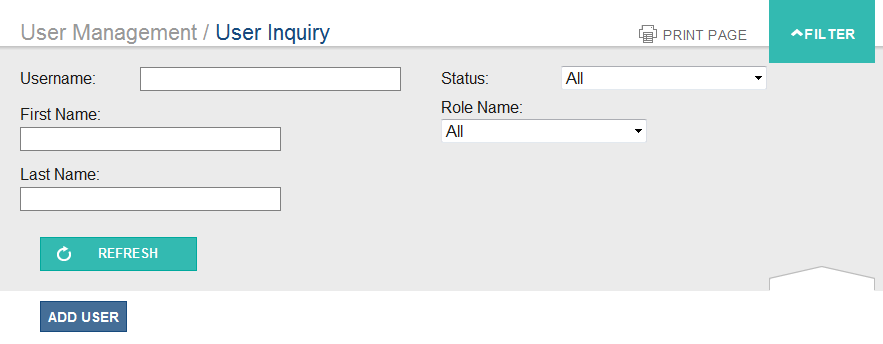 User Management / User Inquiry
PRINT PAGE
FILTER
Username:
Status:
All
First Name:
Role Name:
All
Last Name:
REFRESH
ADD USER